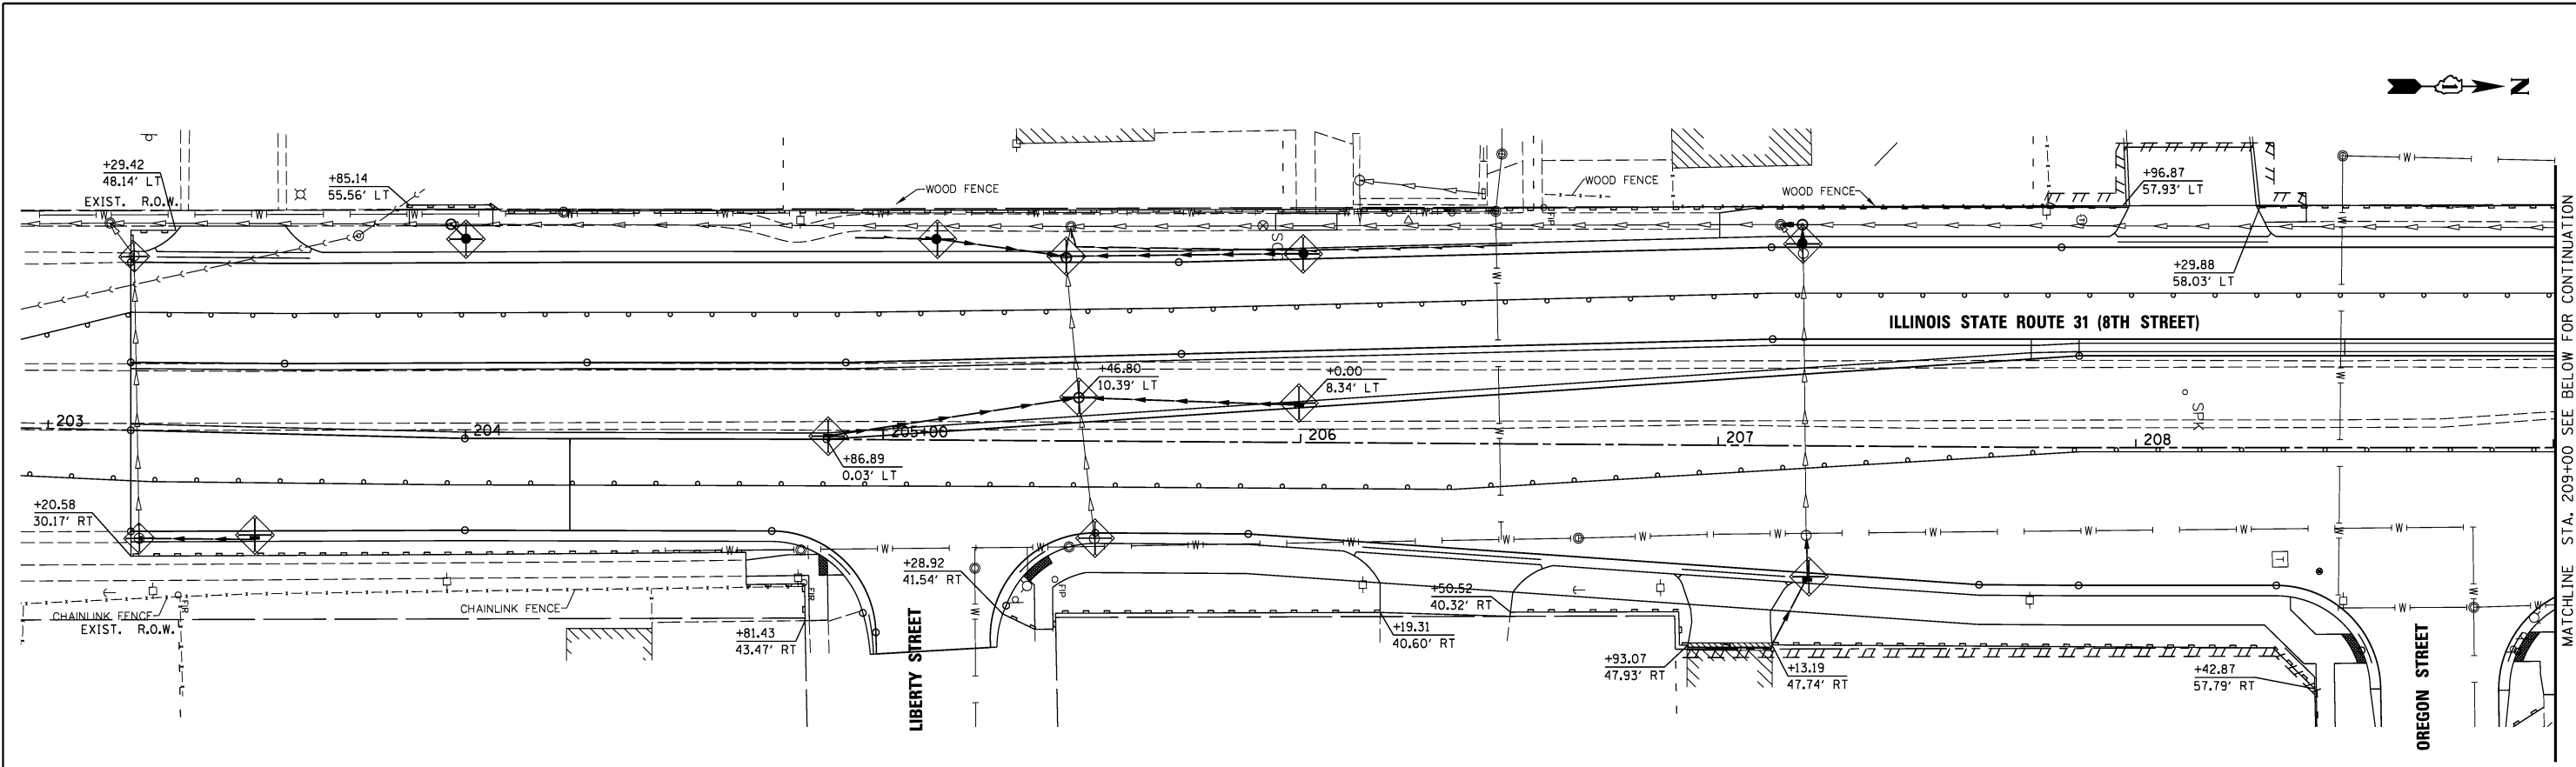 N
+29.42
48.14' LT
EXIST. R.O.W.
+85.14
55.56' LT
WOOD FENCE
WOOD FENCE
WOOD FENCE
+96.87
57.93' LT
+29.88
58.03' LT
ILLINOIS STATE ROUTE 31 (8TH STREET)
+46.80
10.39' LT
+0.00
8.34' LT
203
204
205+00
206
207
208
SPK
+86.89
0.03' LT
+20.58
30.17' RT
CHAINLINK FENCE
EXIST. R.O.W.
FIR
CHAINLINK FENCE
FIR
+81.43
43.47' RT
LIBERTY STREET
+28.92
41.54' RT
FIP
FIP
+50.52
40.32' RT
+19.31
40.60' RT
+93.07
47.93' RT
+13.19
47.74' RT
+42.87
57.79' RT
T
OREGON STREET
MATCHLINE STA. 209+00 SEE BELOW FOR CONTINUATION